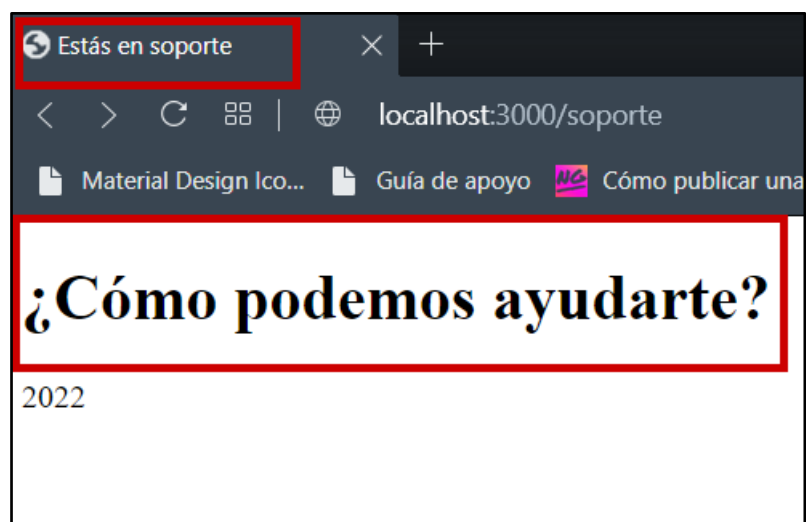 Estás en soporte
localhost:3000/soporte
Material Design Ico... Guía de apoyo NG Cómo publicar una
¿Cómo podemos ayudarte?
2022